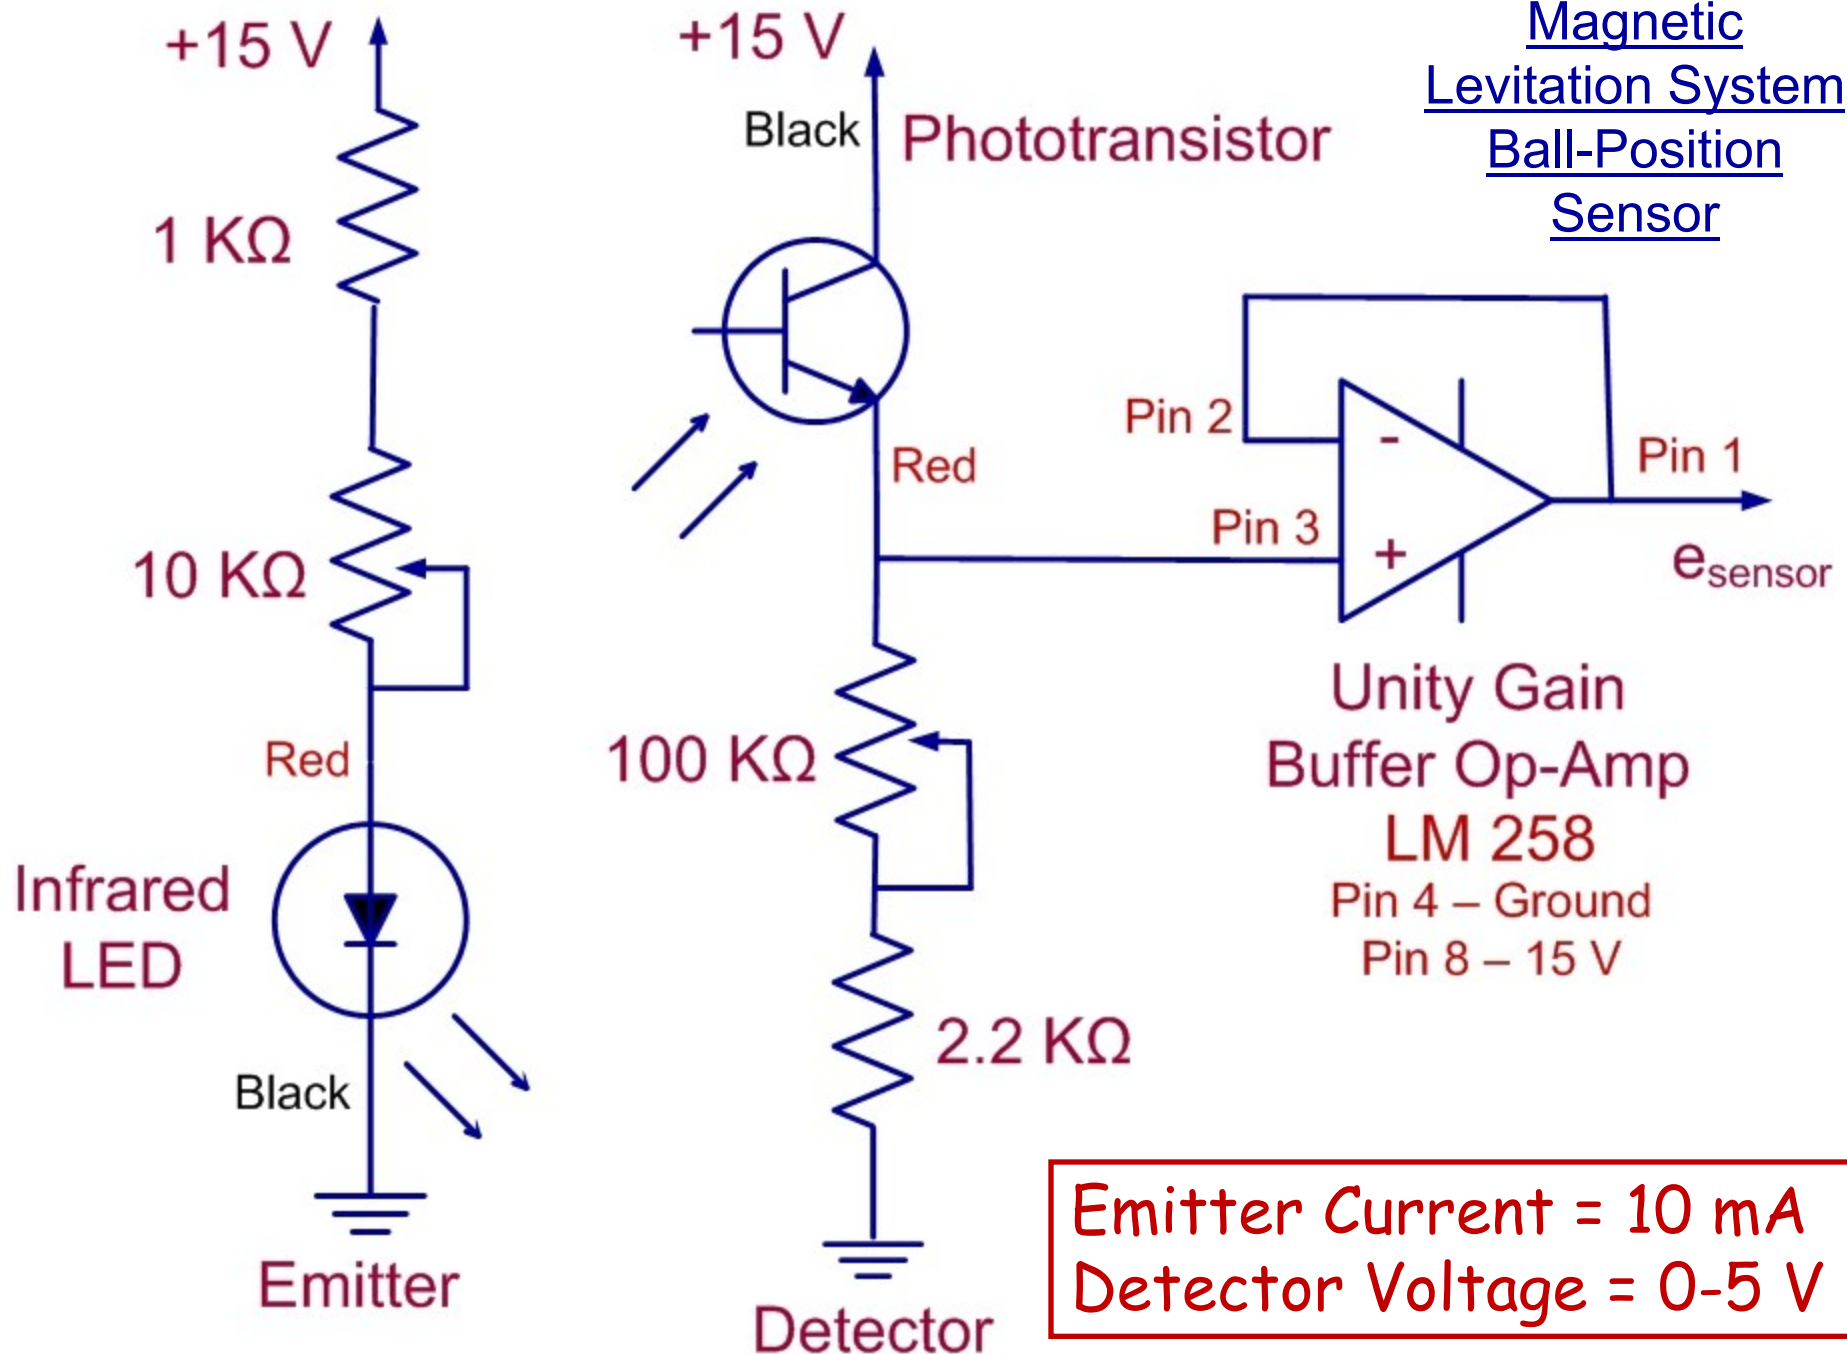 +15 V
1 KΩ
10 KΩ
Red
Infrared
LED
Black
Emitter
+15 V
Black
Phototransistor
Red
100 KΩ
2.2 KΩ
Detector
Magnetic
Levitation System
Ball-Position
Sensor
Pin 2
-
Pin 3
+
Pin 1
e_sensor
Unity Gain
Buffer Op-Amp
LM 258
Pin 4 – Ground
Pin 8 – 15 V
Emitter Current = 10 mA
Detector Voltage = 0-5 V